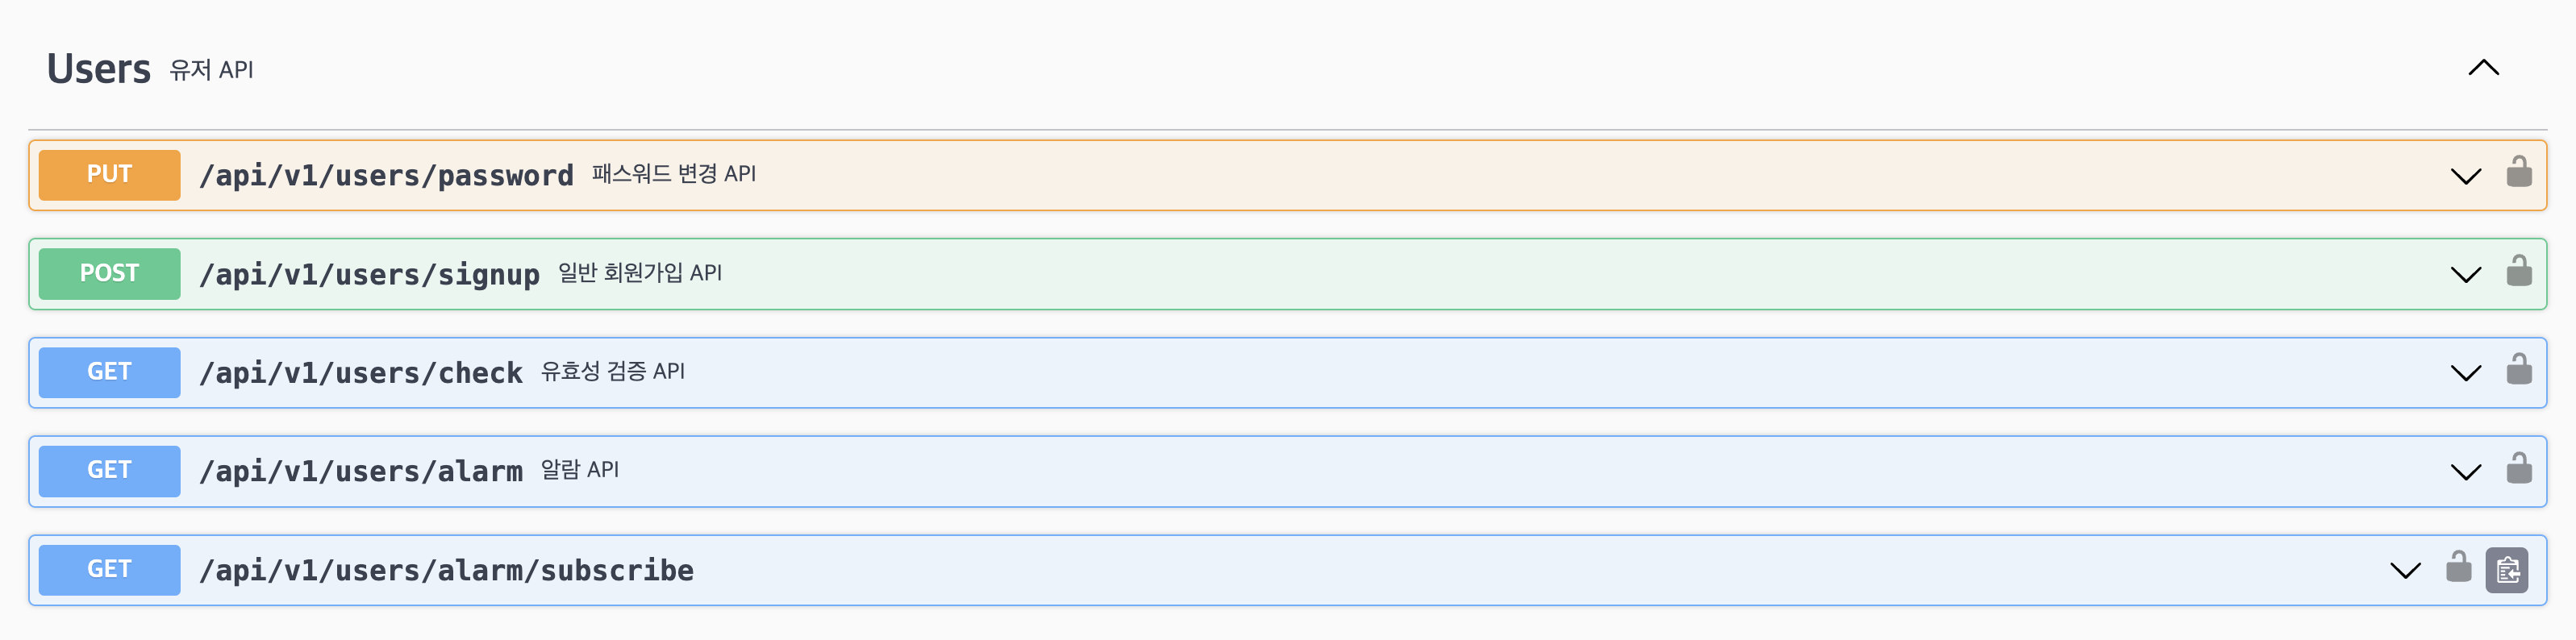 Users 유저 API
PUT /api/v1/users/password 패스워드 변경 API
POST /api/v1/users/signup 일반 회원가입 API
GET /api/v1/users/check 유효성 검증 API
GET /api/v1/users/alarm 알람 API
GET /api/v1/users/alarm/subscribe